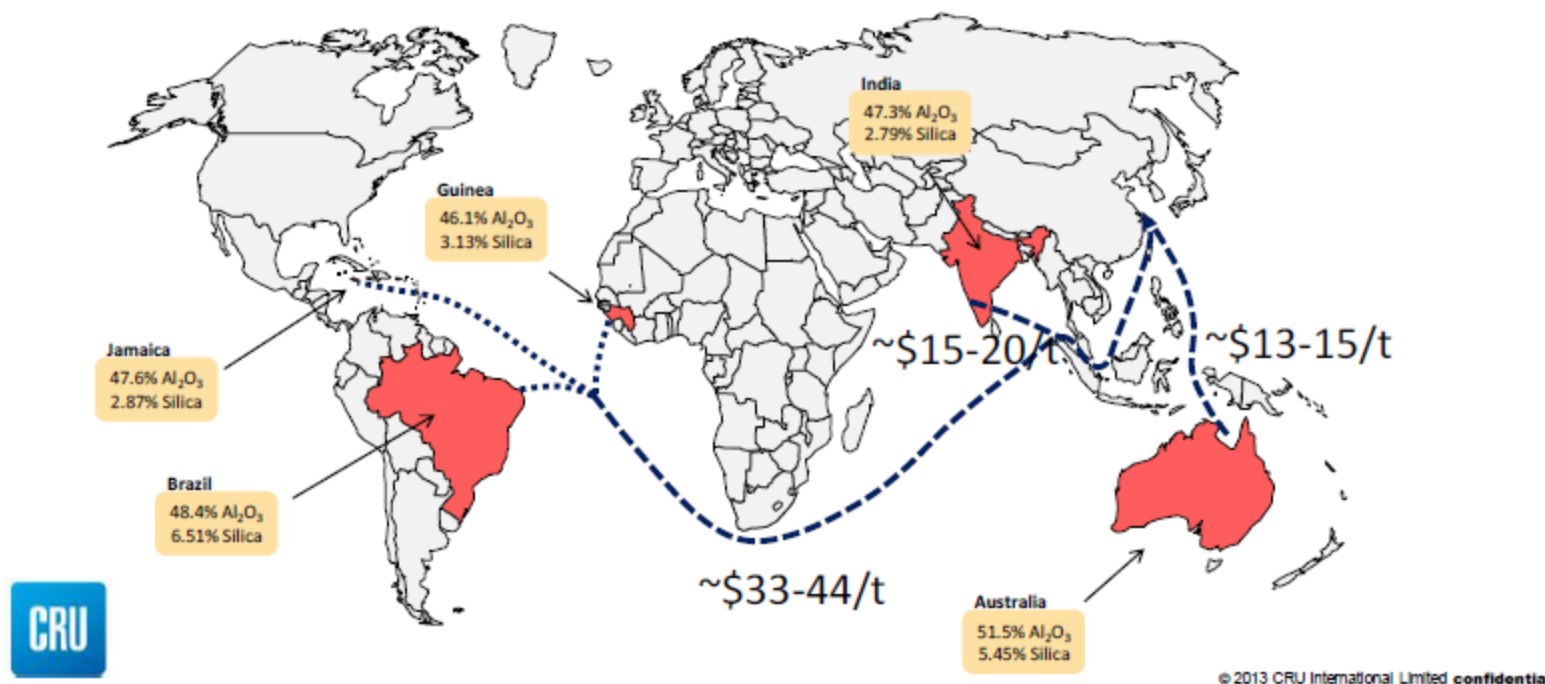 India
47.3% Al₂O₃
2.79% Silica
Guinea
46.1% Al₂O₃
3.13% Silica
~$15-20/t
~$13-15/t
Jamaica
47.6% Al₂O₃
2.87% Silica
Brazil
48.4% Al₂O₃
6.51% Silica
~$33-44/t
Australia
51.5% Al₂O₃
5.45% Silica
CRU
© 2013 CRU International Limited confidentia